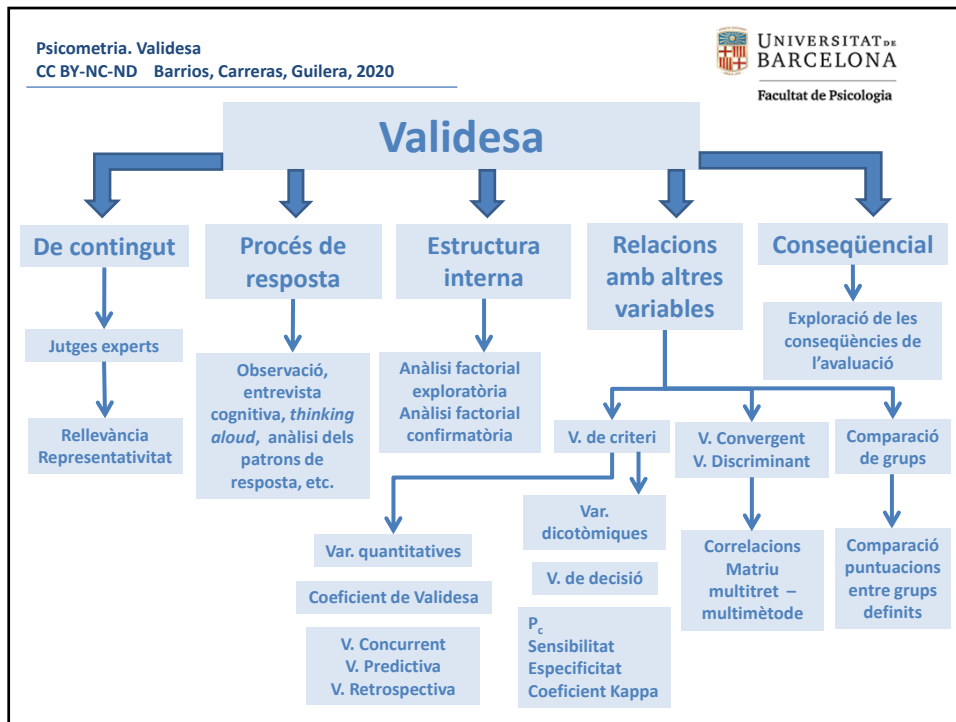 Psicometria. Validesa
CC BY-NC-ND Barrios, Carreras, Guilera, 2020
UNIVERSITAT DE
BARCELONA
Facultat de Psicologia
Validesa
De contingut
Jutges experts
Rellevància
Representativitat
Procés de
resposta
Observació,
entrevista
cognitiva, thinking
aloud, anàlisi dels
patrons de
resposta, etc.
Estructura
interna
Anàlisi factorial
exploratòria
Anàlisi factorial
confirmatòria
Relacions
amb altres
variables
V. de criteri
Var. quantitatives
Coeficient de Validesa
V. Concurrent
V. Predictiva
V. Retrospectiva
Var.
dicotòmiques
V. de decisió
Pc
Sensibilitat
Especificitat
Coeficient Kappa
V. Convergent
V. Discriminant
Correlacions
Matriu
multitret –
multimètode
Comparació
de grups
Comparació
puntuacions
entre grups
definits
Conseqüencial
Exploració de les
conseqüències de
l’avaluació